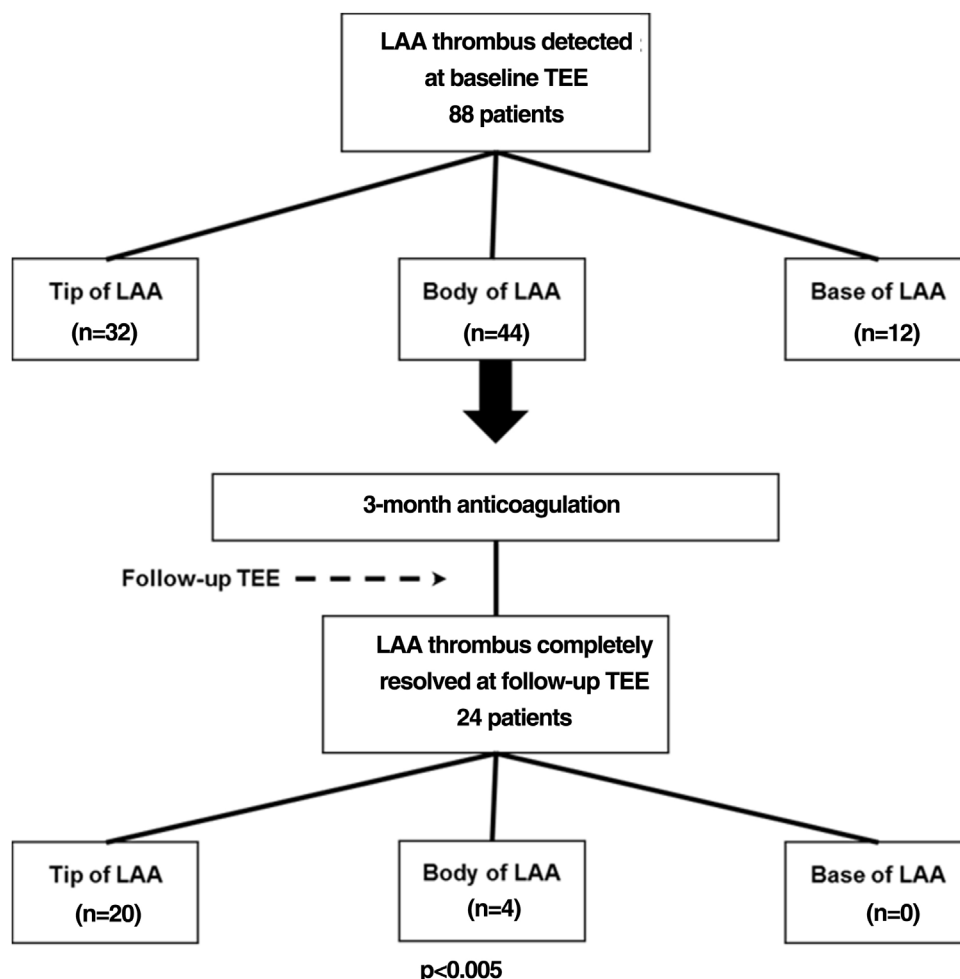 LAA thrombus detected :
at baseline TEE
88 patients
Tip of LAA
(n=32)
Body of LAA
(n=44)
Base of LAA
(n=12)
3-month anticoagulation
Follow-up TEE
LAA thrombus completely
resolved at follow-up TEE
24 patients
Tip of LAA
(n=20)
Body of LAA
(n=4)
Base of LAA
(n=0)
p<0.005